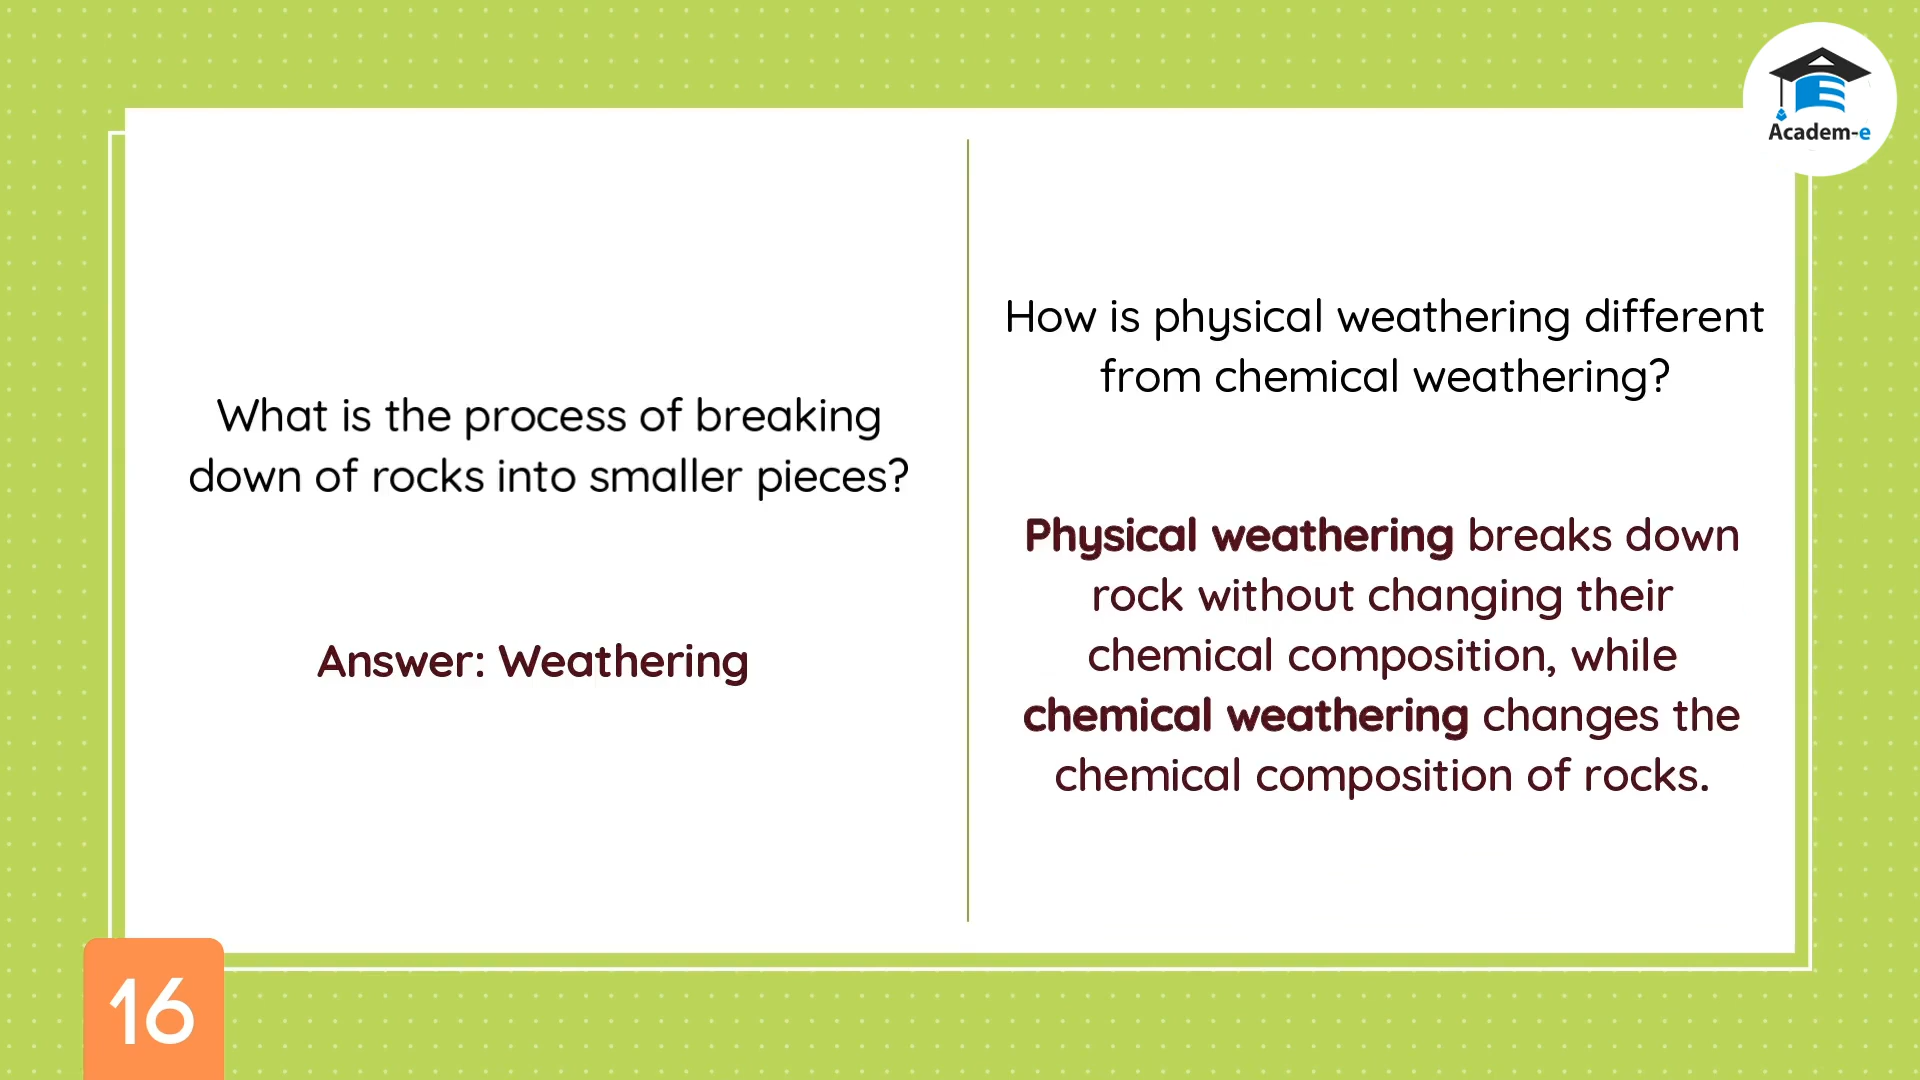 Academ-e
What is the process of breaking
down of rocks into smaller pieces?
Answer: Weathering
How is physical weathering different
from chemical weathering?
Physical weathering breaks down
rock without changing their
chemical composition, while
chemical weathering changes the
chemical composition of rocks.
16